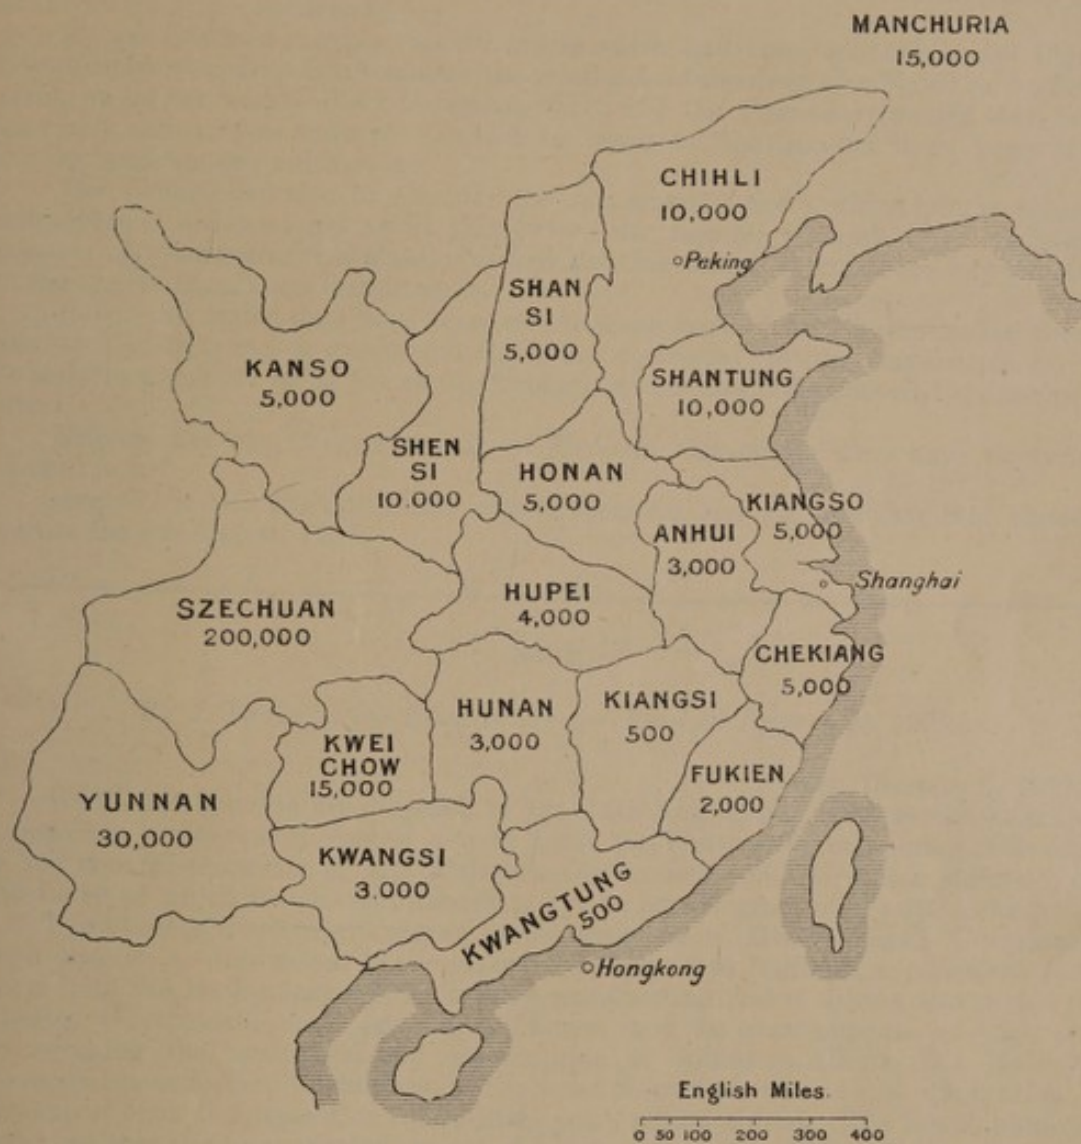 MANCHURIA
15,000
CHIHLI
10,000
Peking
SHAN
SI
5,000
KANSO
5,000
SHANTUNG
10,000
SHEN
SI
10.000
HONAN
5,000
KIANGSO
5,000
ANHUI
3,000
Shanghai
SZECHUAN
200,000
HUPEI
4,000
CHEKIANG
5,000
HUNAN
3,000
KIANGSI
500
KWEI
CHOW
15,000
FUKIEN
2,000
YUNNAN
30,000
KWANGSI
3.000
KWANGTUNG
500
Hongkong
English Miles.
0 50 100 200 300 400